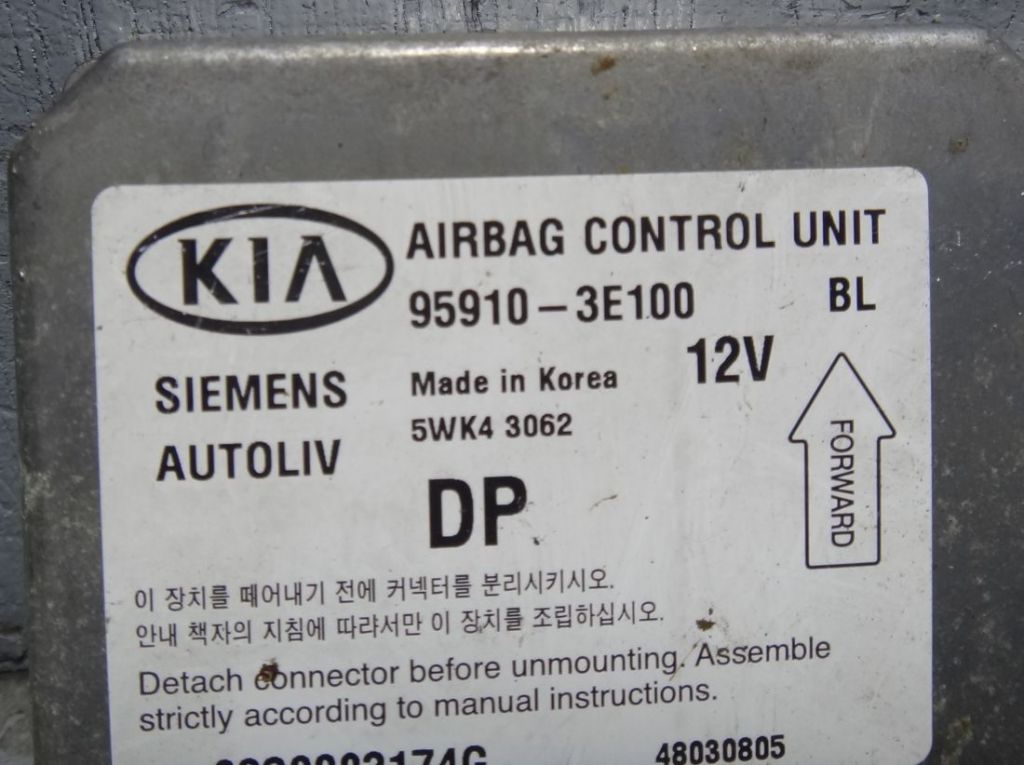 KIA AIRBAG CONTROL UNIT
95910-3E100 BL
12V
SIEMENS Made in Korea
AUTOLIV 5WK4 3062
FORWARD
DP
이 장치를 떼어내기 전에 커넥터를 분리시키시오.
안내 책자의 지침에 따라서만 이 장치를 조립하십시오.
Detach connector before unmounting. Assemble
strictly according to manual instructions.
48030805